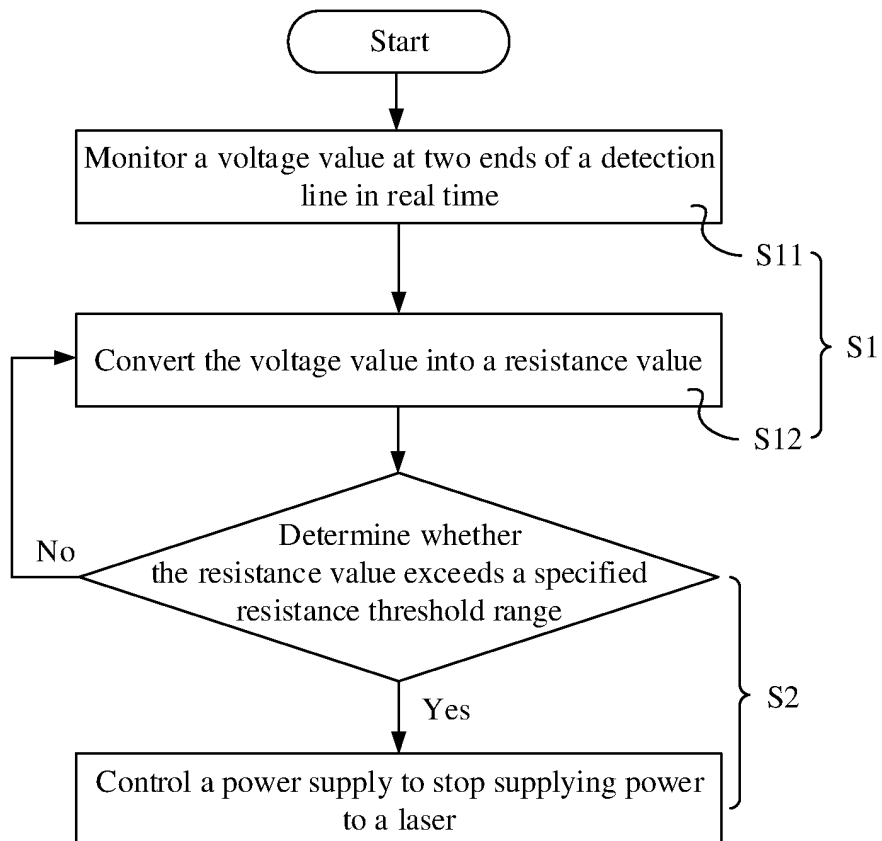 Start
Monitor a voltage value at two ends of a detection
line in real time
S11
Convert the voltage value into a resistance value
S1
S12
Determine whether
the resistance value exceeds a specified
resistance threshold range
No
Yes
S2
Control a power supply to stop supplying power
to a laser